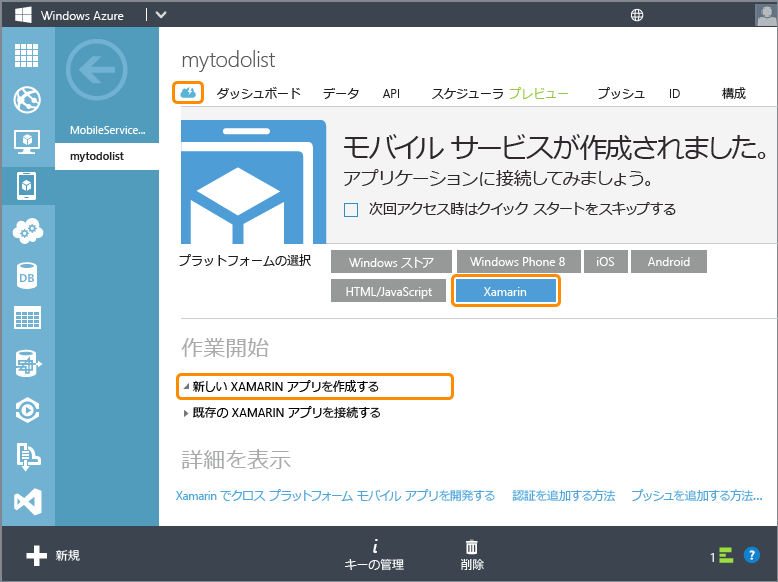 Windows Azure
mytodolist
ダッシュボード データ API スケジューラ プレビュー プッシュ ID 構成
MobileService...
mytodolist
モバイル サービスが作成されました。
アプリケーションに接続してみましょう。
次回アクセス時はクイック スタートをスキップする
プラットフォームの選択
Windows ストア Windows Phone 8 iOS Android
HTML/JavaScript Xamarin
作業開始
新しい XAMARIN アプリを作成する
既存の XAMARIN アプリを接続する
詳細を表示
Xamarin でクロス プラットフォーム モバイル アプリを開発する 認証を追加する方法 プッシュを追加する方法...
DB
新規
キーの管理
削除
1
?